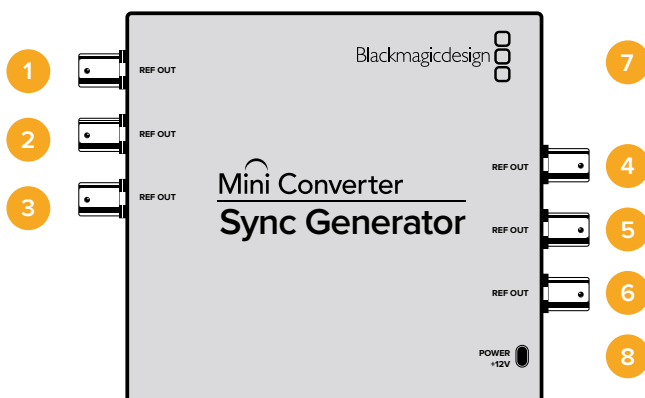 1
REF OUT
Blackmagicdesign
7
2
REF OUT
REF OUT
4
3
REF OUT
Mini Converter
Sync Generator
REF OUT
5
REF OUT
6
POWER
+12V
8